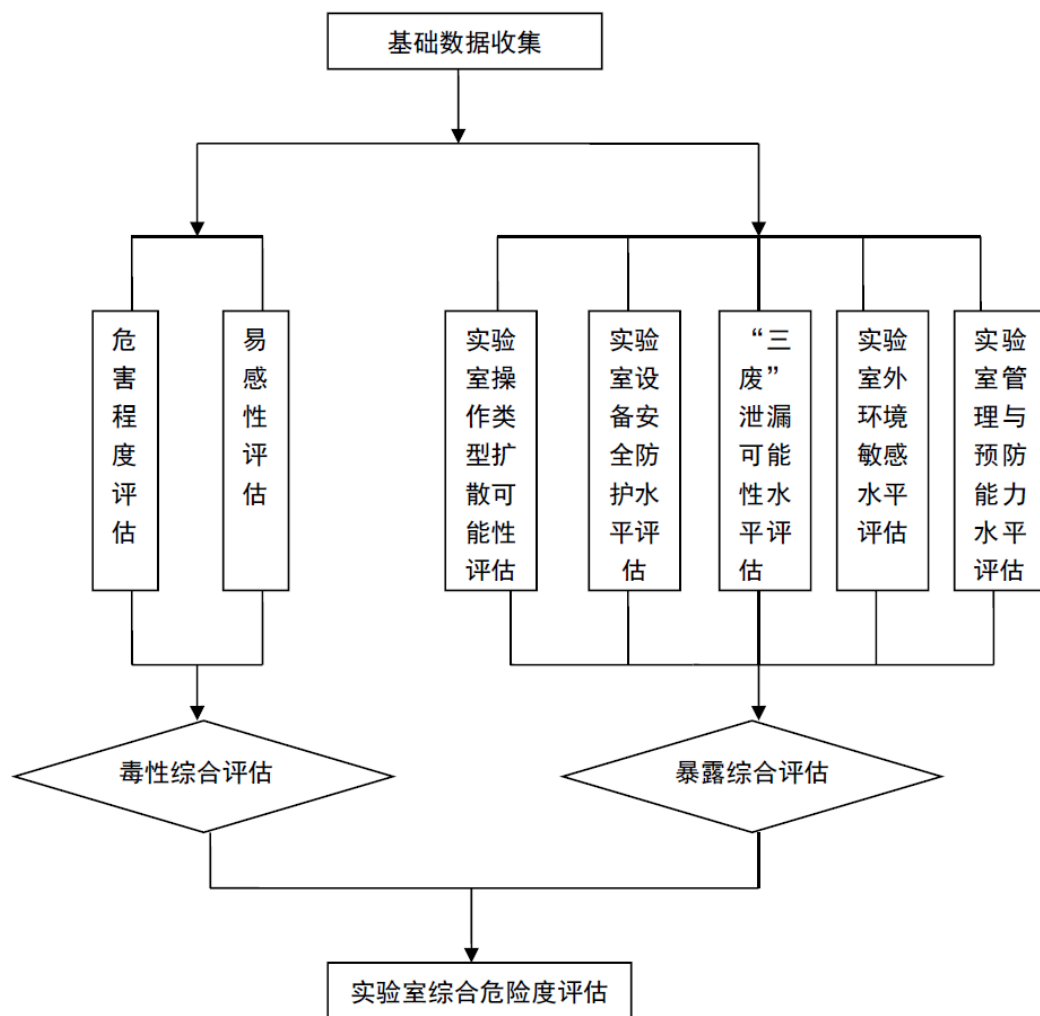 基础数据收集
危
害
程
度
评
估
易
感
性
评
估
实验
室操
作类
型扩
散可
能性
评估
实验
室设
备安
全防
护水
平评
估
“三
废”
泄漏
可能
性水
平评
估
实验
室外
环境
敏感
水平
评估
实验
室管
理与
预防
能力
水平
评估
毒性综合评估
暴露综合评估
实验室综合危险度评估